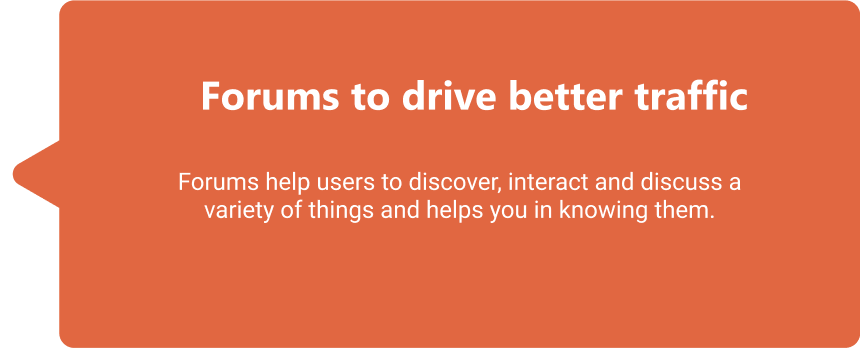 Forums to drive better traffic
Forums help users to discover, interact and discuss a
variety of things and helps you in knowing them.